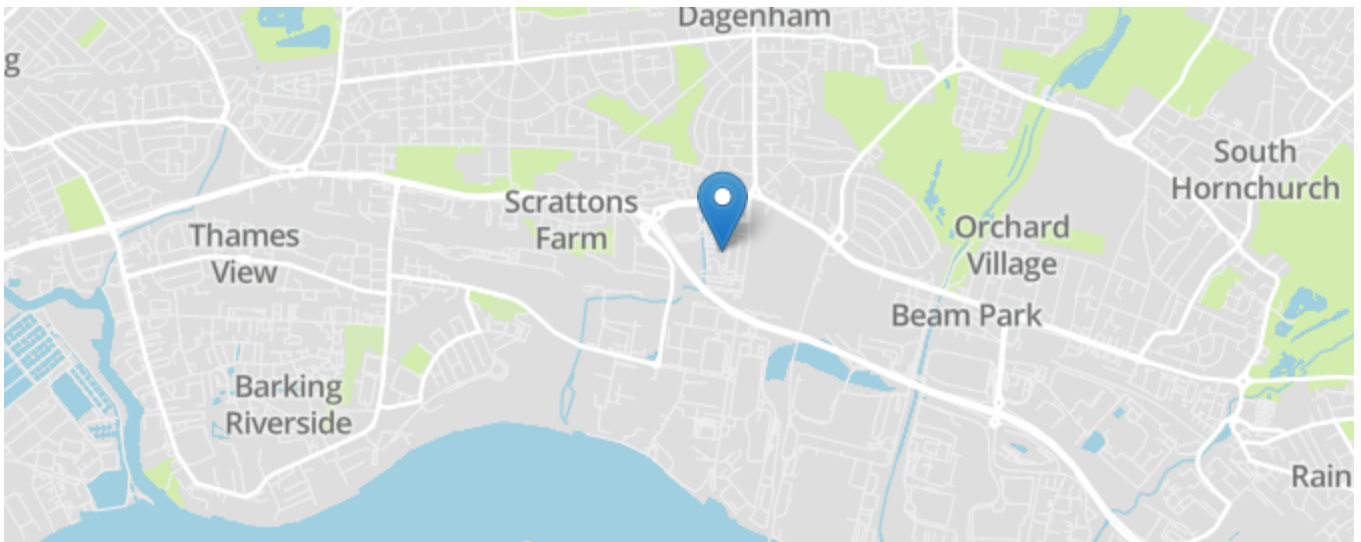 Dagenham
g
South
Hornchurch
Scrattons
Farm
Orchard
Village
Thames
View
Beam Park
Barking
Riverside
Rain